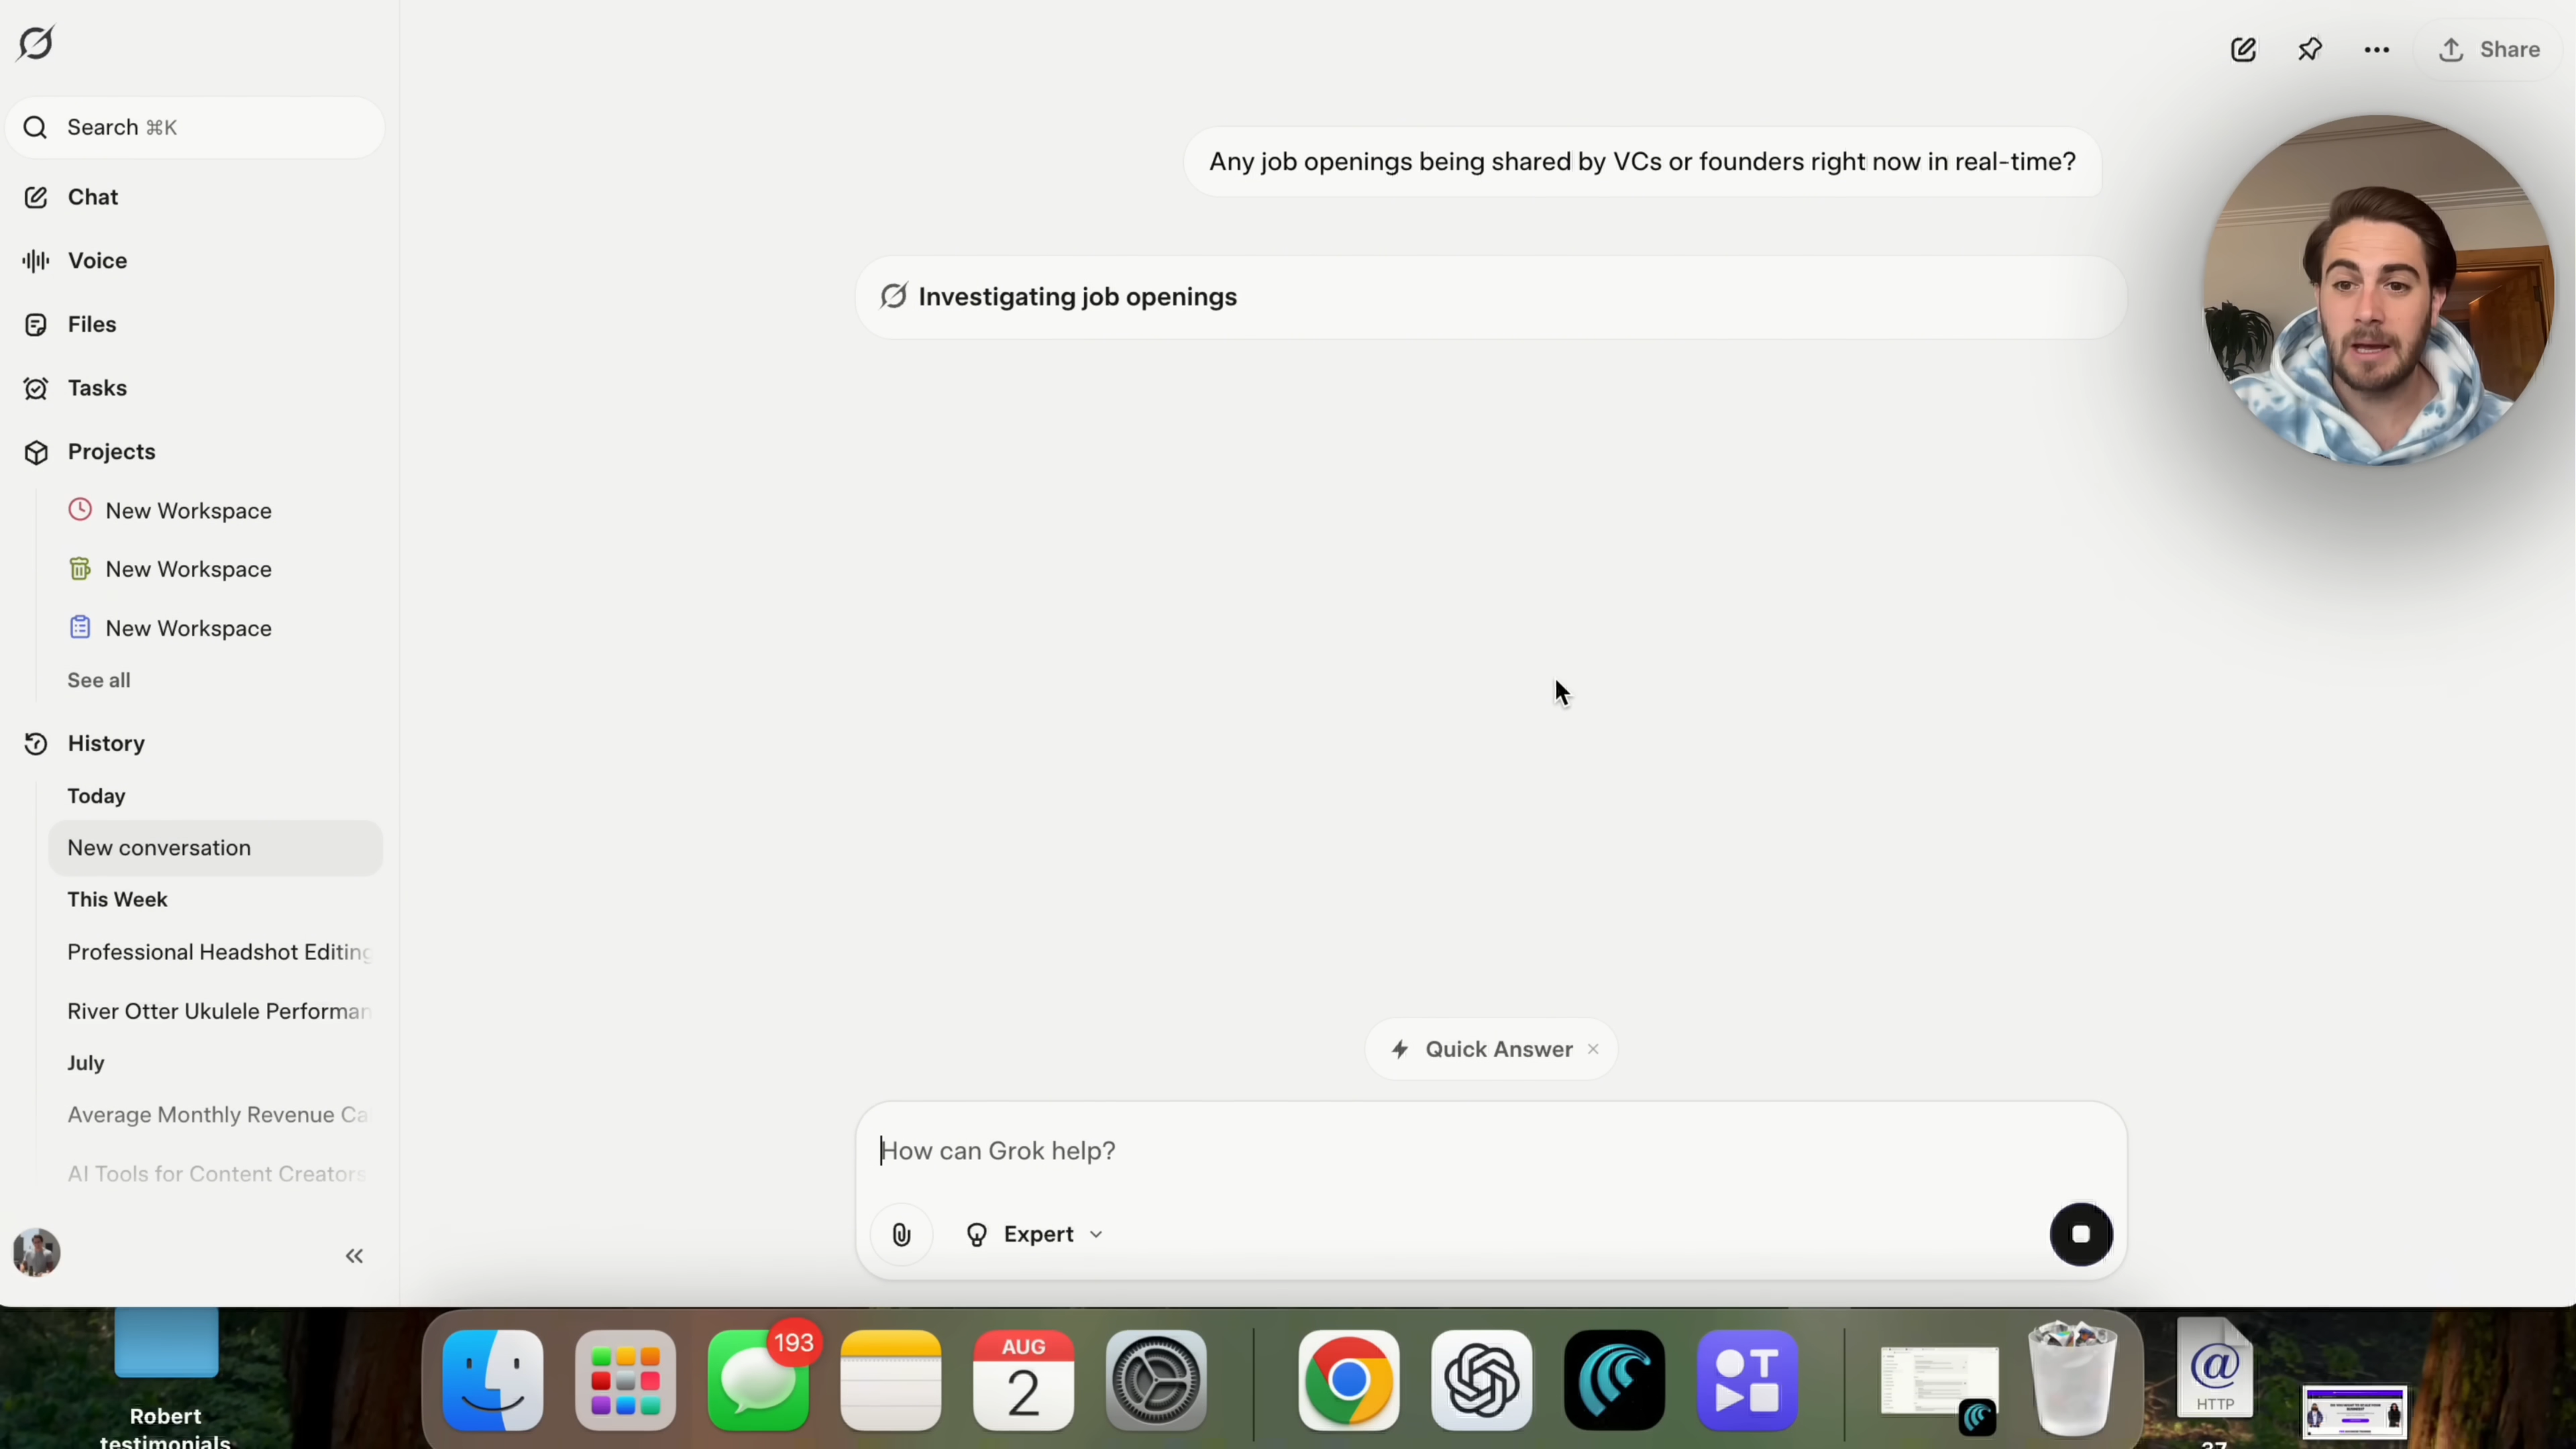 Share
Search ⌘K
Chat
Voice
Files
Tasks
Projects
New Workspace
New Workspace
New Workspace
See all
History
Today
New conversation
This Week
Professional Headshot Editing
River Otter Ukulele Performan
July
Average Monthly Revenue Ca
AI Tools for Content Creators
Any job openings being shared by VCs or founders right now in real-time?
Investigating job openings
Quick Answer
How can Grok help?
Expert
193
AUG
2
T
@
HTTP
Robert
testimonials